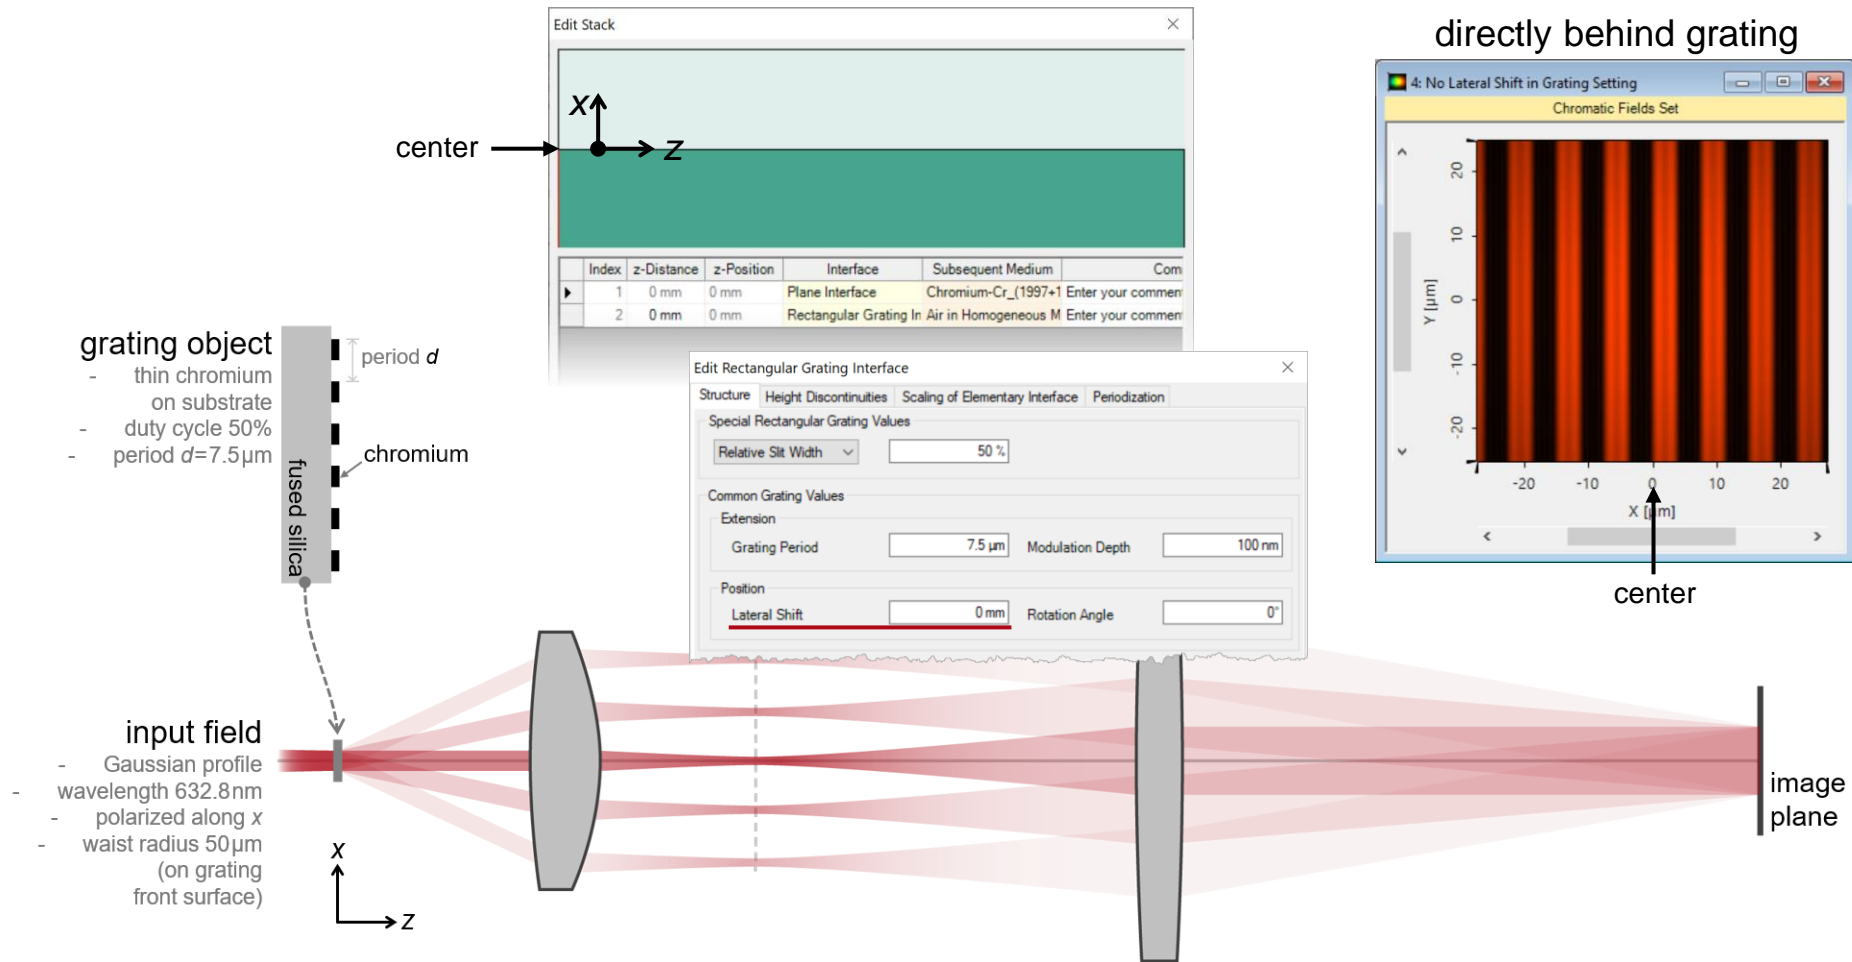 Edit Stack
x
z
center
Index z-Distance z-Position Interface Subsequent Medium Com
1 0 mm 0 mm Plane Interface Chromium-Cr_(1997+1 Enter your commen
2 0 mm 0 mm Rectangular Grating In Air in Homogeneous M Enter your commen
directly behind grating
4: No Lateral Shift in Grating Setting
Chromatic Fields Set
20
10
0
-10
-20
Y [µm]
-20 -10 0 10 20
X [µm]
center
grating object
- thin chromium
on substrate
- duty cycle 50%
- period d=7.5µm
period d
chromium
fused silica
Edit Rectangular Grating Interface
Structure Height Discontinuities Scaling of Elementary Interface Periodization
Special Rectangular Grating Values
Relative Slit Width 50 %
Common Grating Values
Extension
Grating Period 7.5 µm Modulation Depth 100 nm
Position
Lateral Shift 0 mm Rotation Angle 0°
input field
- Gaussian profile
- wavelength 632.8nm
- polarized along x
- waist radius 50µm
(on grating
front surface)
x
z
image
plane